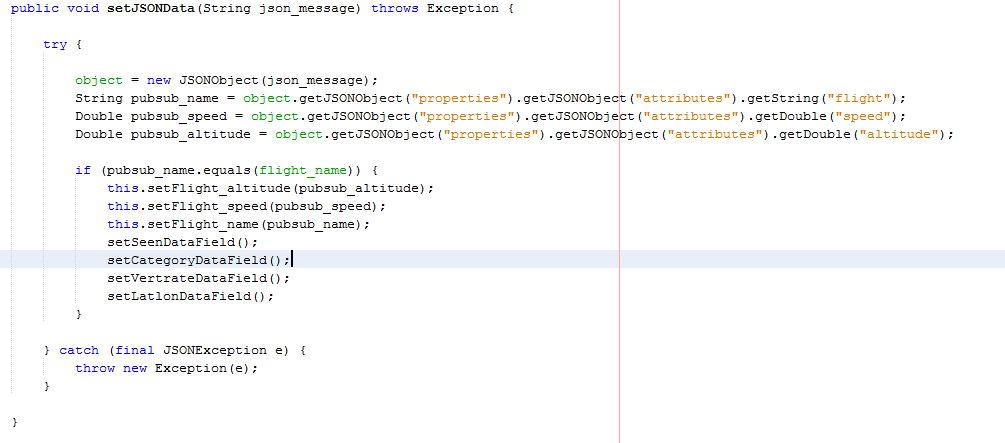 public void setJSONData(String json_message) throws Exception {
try {
object = new JSONObject(json_message);
String pubsub_name = object.getJSONObject("properties").getJSONObject("attributes").getString("flight");
Double pubsub_speed = object.getJSONObject("properties").getJSONObject("attributes").getDouble("speed");
Double pubsub_altitude = object.getJSONObject("properties").getJSONObject("attributes").getDouble("altitude");
if (pubsub_name.equals(flight_name)) {
this.setFlight_altitude(pubsub_altitude);
this.setFlight_speed(pubsub_speed);
this.setFlight_name(pubsub_name);
setSeenDataField();
setCategoryDataField();
setVertrateDataField();
setLatlonDataField();
}
} catch (final JSONException e) {
throw new Exception(e);
}
}